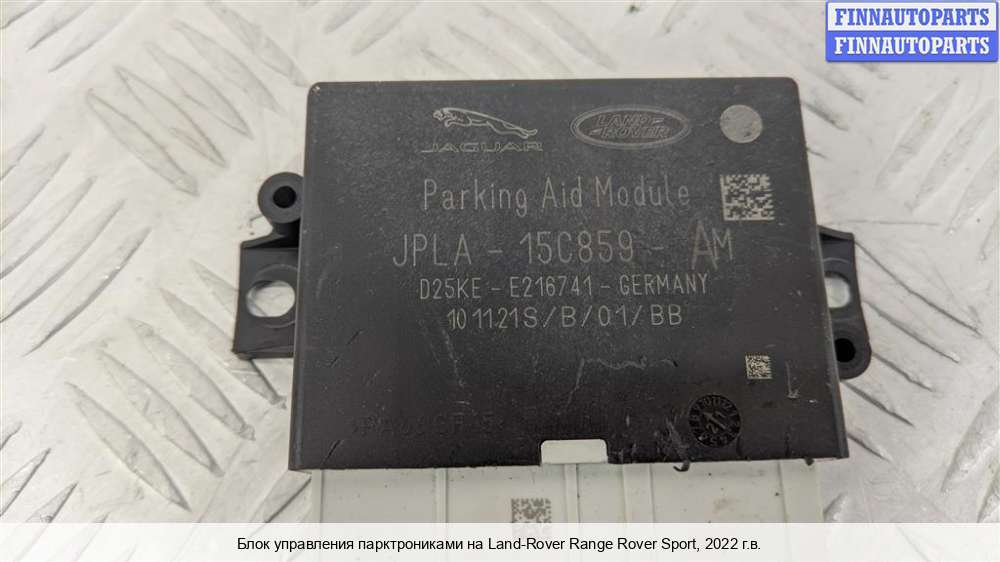 FINNAUTOPARTS
FINNAUTOPARTS
JAGUAR
LAND-
-ROVER
Parking Aid Module
JPLA - 15C859 - AM
D25KE - E216741 - GERMANY
101121S/B/01/BB
Блок управления парктрониками на Land-Rover Range Rover Sport, 2022 г.в.